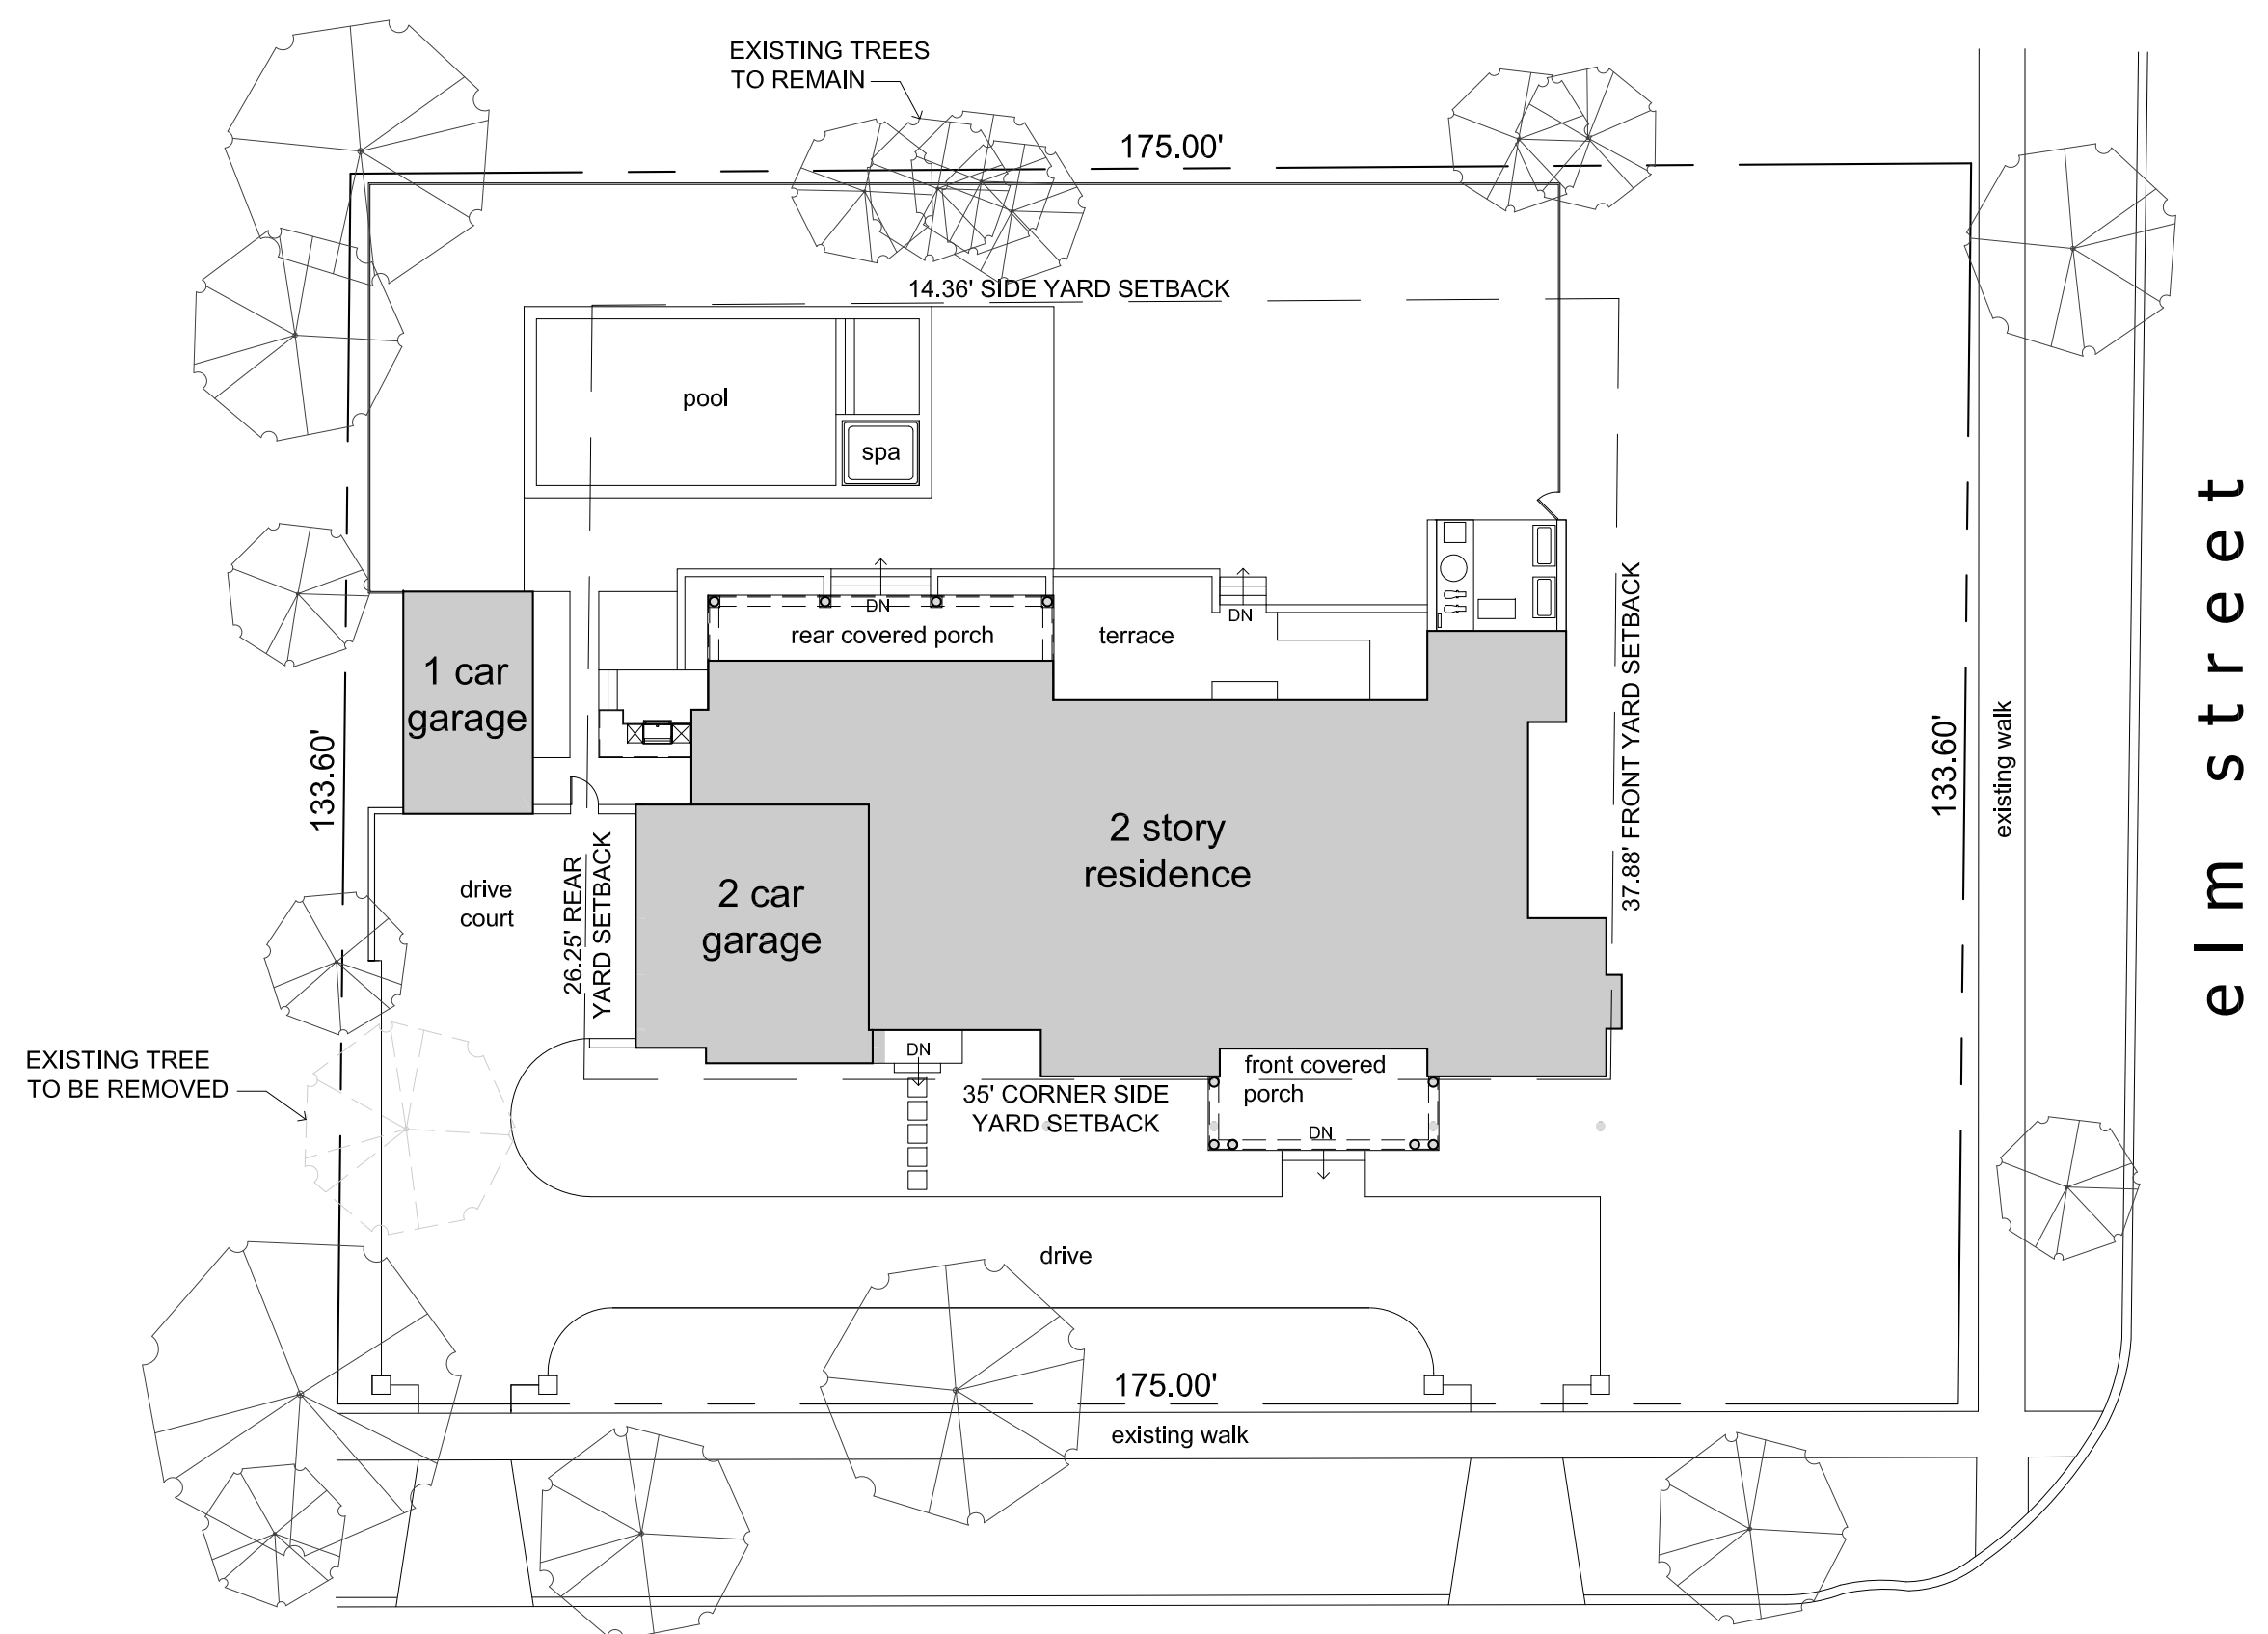 EXISTING TREES
TO REMAIN
175.00'
14.36' SIDE YARD SETBACK
pool
spa
DN
rear covered porch
terrace
DN
1 car
garage
133.60'
37.88' FRONT YARD SETBACK
133.60'
existing walk
elm street
2 story
residence
2 car
garage
drive
court
26.25' REAR
YARD SETBACK
EXISTING TREE
TO BE REMOVED
DN
front covered
porch
35' CORNER SIDE
YARD SETBACK
DN
drive
175.00'
existing walk